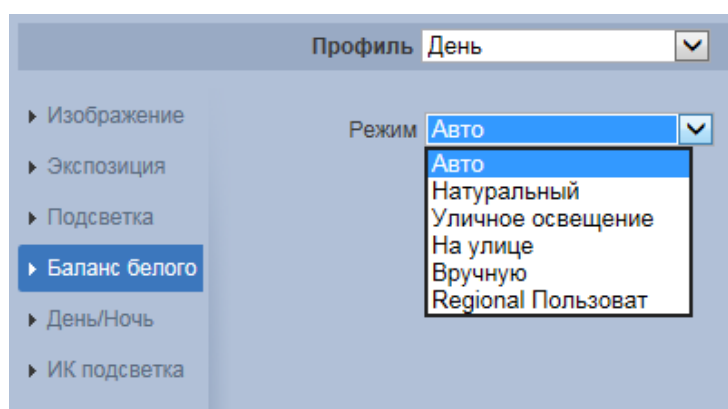 Профиль День
Изображение
Экспозиция
Подсветка
Баланс белого
День/Ночь
ИК подсветка
Режим Авто
Авто
Натуральный
Уличное освещение
На улице
Вручную
Regional Пользоват